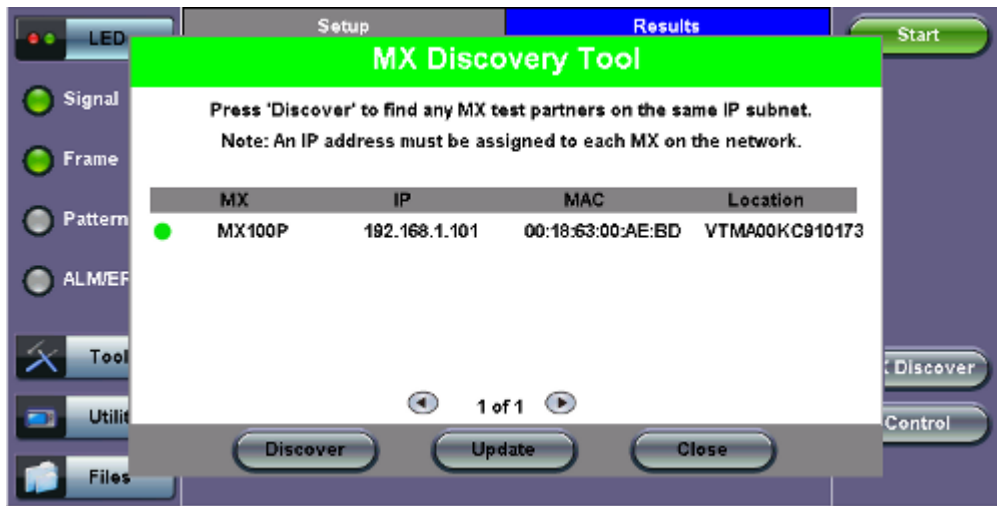 Setup
Results
Start
LED
MX Discovery Tool
Signal
Press 'Discover' to find any MX test partners on the same IP subnet.
Note: An IP address must be assigned to each MX on the network.
Frame
MX IP MAC Location
Pattern
MX100P 192.168.1.101 00:18:63:00:AE:BD VTMA00KC910173
ALM/ER
Tool
Discover
1 of 1
Utilit
Control
Discover Update Close
Files